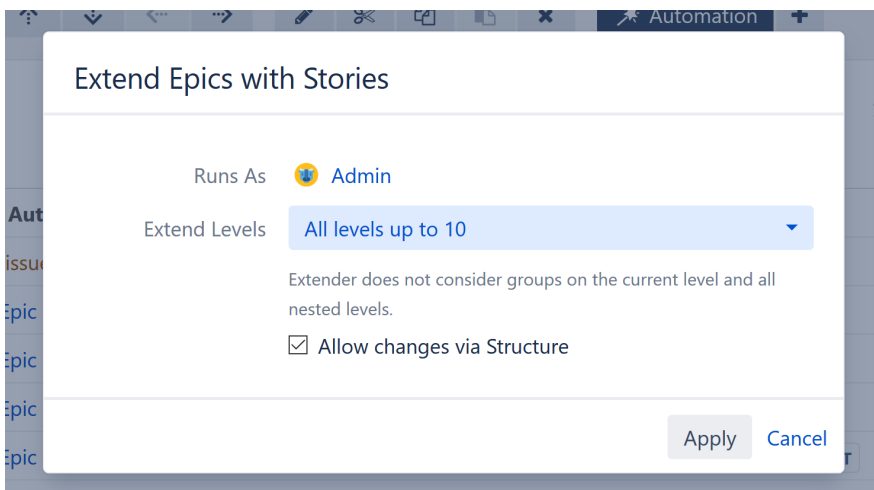 Automation
Extend Epics with Stories
Runs As Admin
Aut
Extend Levels All levels up to 10
issue
Extender does not consider groups on the current level and all
Epic
nested levels.
Allow changes via Structure
Epic
Epic
Apply Cancel
Epic
T